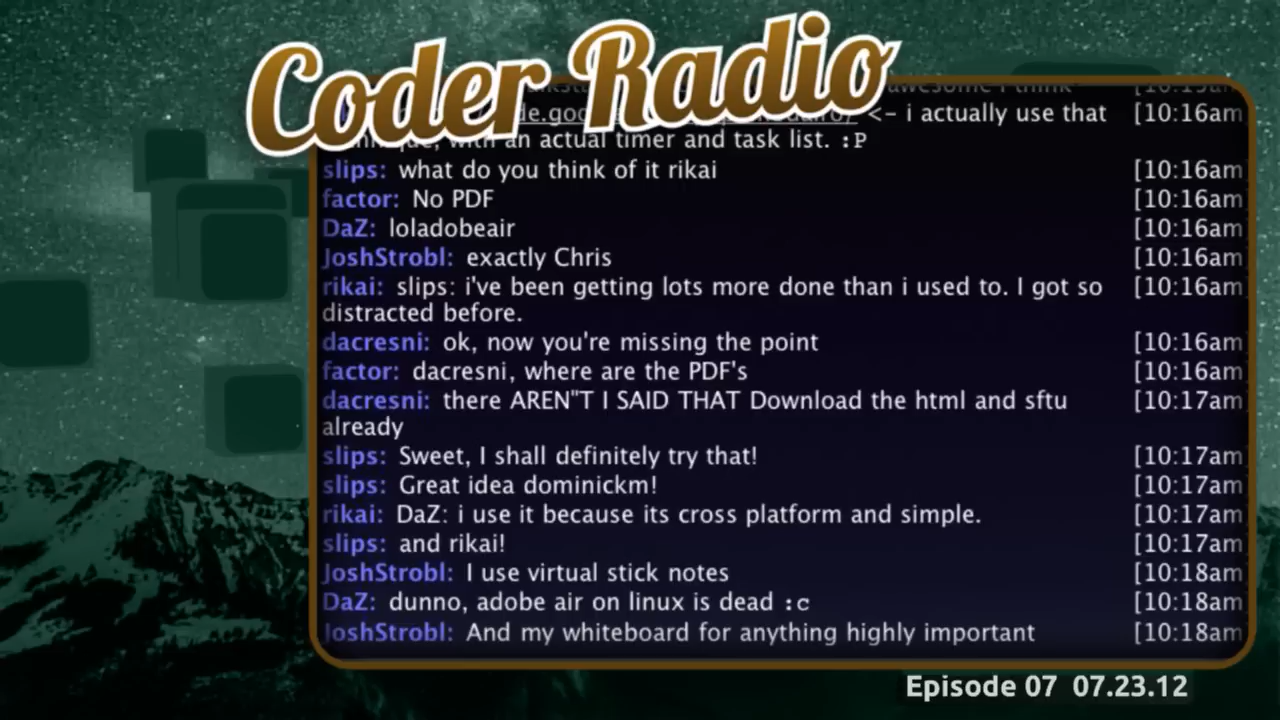 Coder Radio
awesome I think
de.goo <- i actually use that [10:16am
an actual timer and task list. :P
slips: what do you think of it rikai [10:16am
factor: No PDF [10:16am
DaZ: loladobeair [10:16am
JoshStrobl: exactly Chris [10:16am
rikai: slips: i've been getting lots more done than i used to. I got so [10:16am
distracted before.
dacresni: ok, now you're missing the point [10:16am
factor: dacresni, where are the PDF's [10:16am
dacresni: there AREN"T I SAID THAT Download the html and sftu [10:17am
already
slips: Sweet, I shall definitely try that! [10:17am
slips: Great idea dominickm! [10:17am
rikai: DaZ: i use it because its cross platform and simple. [10:17am
slips: and rikai! [10:17am
JoshStrobl: I use virtual stick notes [10:18am
DaZ: dunno, adobe air on linux is dead :c [10:18am
JoshStrobl: And my whiteboard for anything highly important [10:18am
Episode 07 07.23.12